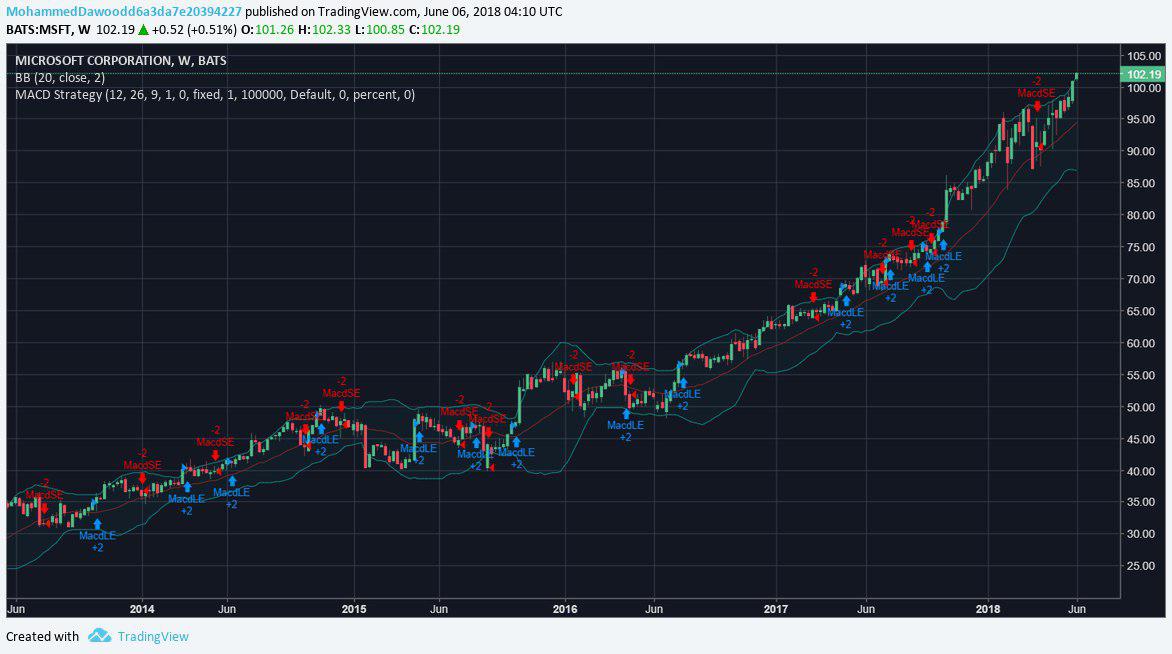 MohammedDawoodd6a3da7e20394227 published on TradingView.com, June 06, 2018 04:10 UTC
BATS:MSFT, W 102.19 ▲ +0.52 (+0.51%) O:101.26 H:102.33 L:100.85 C:102.19
MICROSOFT CORPORATION, W, BATS
BB (20, close, 2)
MACD Strategy (12, 26, 9, 1, 0, fixed, 1, 100000, Default, 0, percent, 0)
105.00
102.19
100.00
95.00
90.00
85.00
80.00
75.00
70.00
65.00
60.00
55.00
50.00
45.00
40.00
35.00
30.00
25.00
-2
MacdSE
MacdLE
+2
-2
MacdSE
MacdLE
+2
-2
MacdSE
MacdLE
+2
-2
MacdSE
MacdLE
+2
-2
MacdSE
MacdLE
+2
-2
MacdSE
MacdLE
+2
-2
MacdSE
MacdLE
+2
-2
MacdSE
MacdLE
+2
-2
MacdSE
MacdLE
+2
-2
MacdSE
MacdLE
+2
-2
MacdSE
MacdLE
+2
-2
MacdSE
MacdLE
+2
-2
MacdSE
MacdLE
+2
-2
MacdSE
Jun 2014 Jun 2015 Jun 2016 Jun 2017 Jun 2018 Jun
Created with TradingView